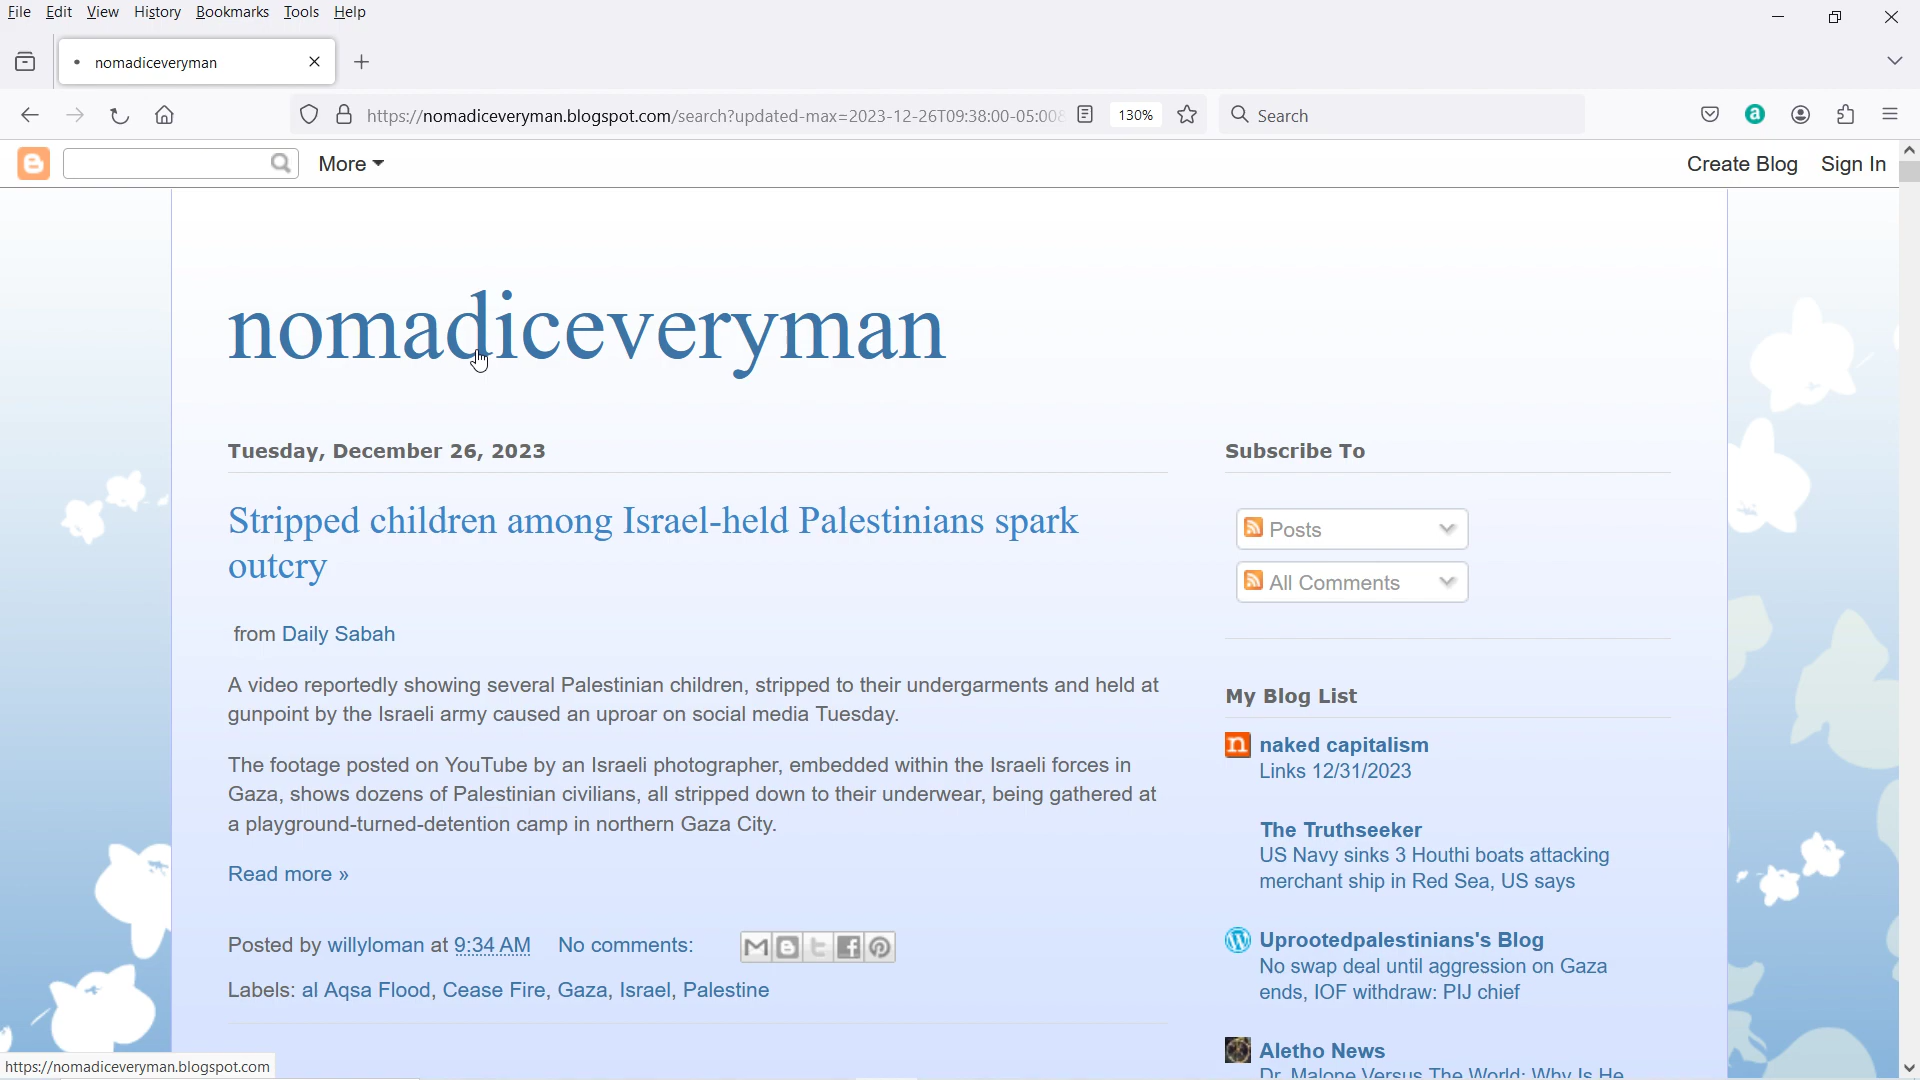 File Edit View History Bookmarks Tools Help
nomadiceveryman
https://nomadiceveryman.blogspot.com/search?updated-max=2023-12-26T09:38:00-05:00&
130%
Search
More
Create Blog Sign In
nomadiceveryman
Tuesday, December 26, 2023
Stripped children among Israel-held Palestinians spark
outcry
from Daily Sabah
A video reportedly showing several Palestinian children, stripped to their undergarments and held at
gunpoint by the Israeli army caused an uproar on social media Tuesday.
The footage posted on YouTube by an Israeli photographer, embedded within the Israeli forces in
Gaza, shows dozens of Palestinian civilians, all stripped down to their underwear, being gathered at
a playground-turned-detention camp in northern Gaza City.
Read more »
Posted by willyloman at 9:34 AM No comments:
Labels: al Aqsa Flood, Cease Fire, Gaza, Israel, Palestine
Subscribe To
Posts
All Comments
My Blog List
naked capitalism
Links 12/31/2023
The Truthseeker
US Navy sinks 3 Houthi boats attacking
merchant ship in Red Sea, US says
Uprootedpalestinians's Blog
No swap deal until aggression on Gaza
ends, IOF withdraw: PIJ chief
Aletho News
Dr. Malone Versus The World: Why Is He
https://nomadiceveryman.blogspot.com